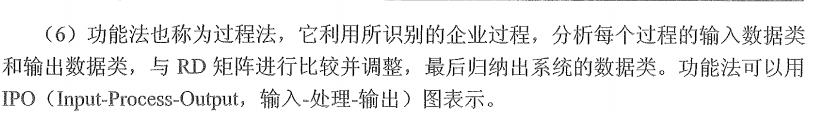 （6）功能法也称为过程法，它利用所识别的企业过程，分析每个过程的输入数据类
和输出数据类，与 RD 矩阵进行比较并调整，最后归纳出系统的数据类。功能法可以用
IPO（Input-Process-Output，输入-处理-输出）图表示。